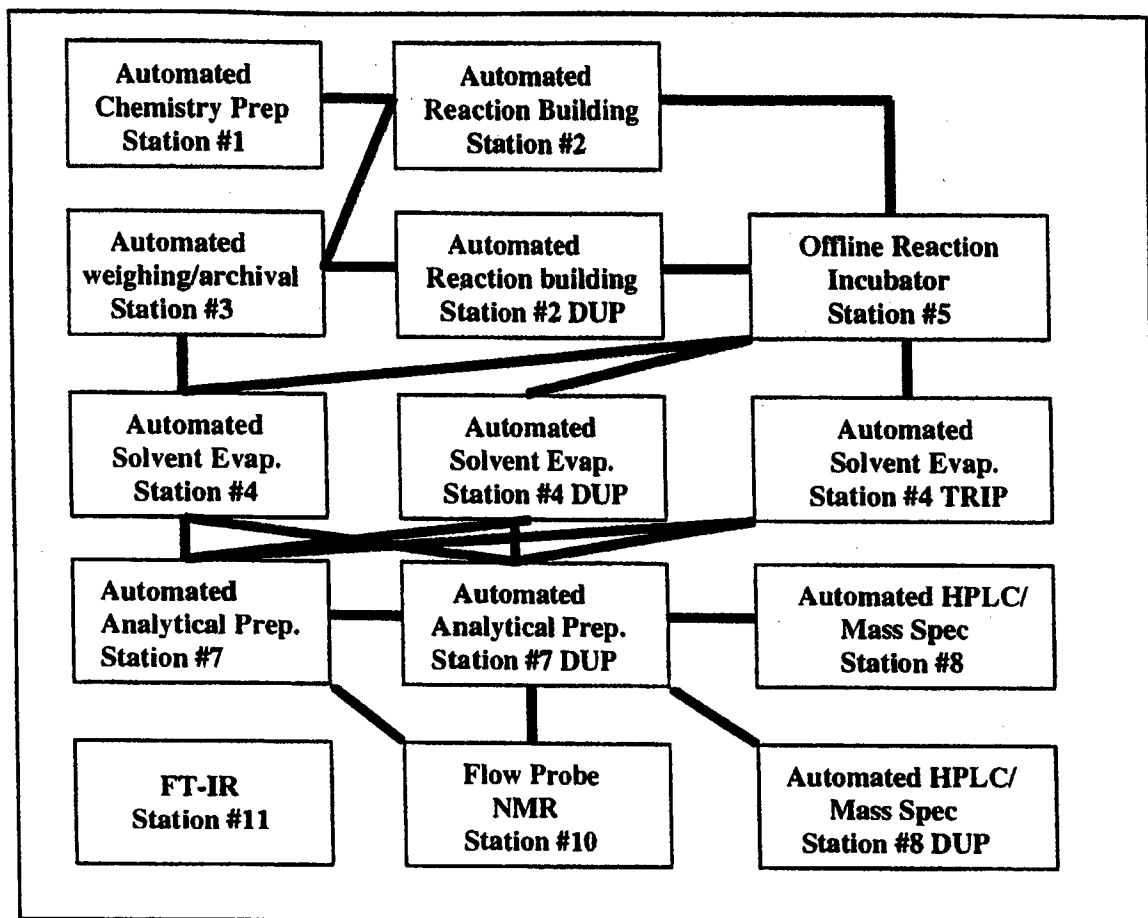 Automated
Chemistry Prep
Station #1
Automated
Reaction Building
Station #2
Automated
weighing/archival
Station #3
Automated
Reaction building
Station #2 DUP
Offline Reaction
Incubator
Station #5
Automated
Solvent Evap.
Station #4
Automated
Solvent Evap.
Station #4 DUP
Automated
Solvent Evap.
Station #4 TRIP
Automated
Analytical Prep.
Station #7
Automated
Analytical Prep.
Station #7 DUP
Automated HPLC/
Mass Spec
Station #8
FT-IR
Station #11
Flow Probe
NMR
Station #10
Automated HPLC/
Mass Spec
Station #8 DUP